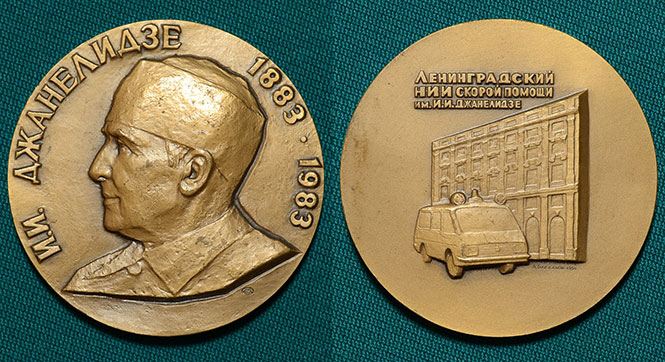 И.И. ДЖАНЕЛИДЗЕ
1883 · 1983
ЛЕНИНГРАДСКИЙ
НИИ СКОРОЙ ПОМОЩИ
ИМ. И.И. ДЖАНЕЛИДЗЕ